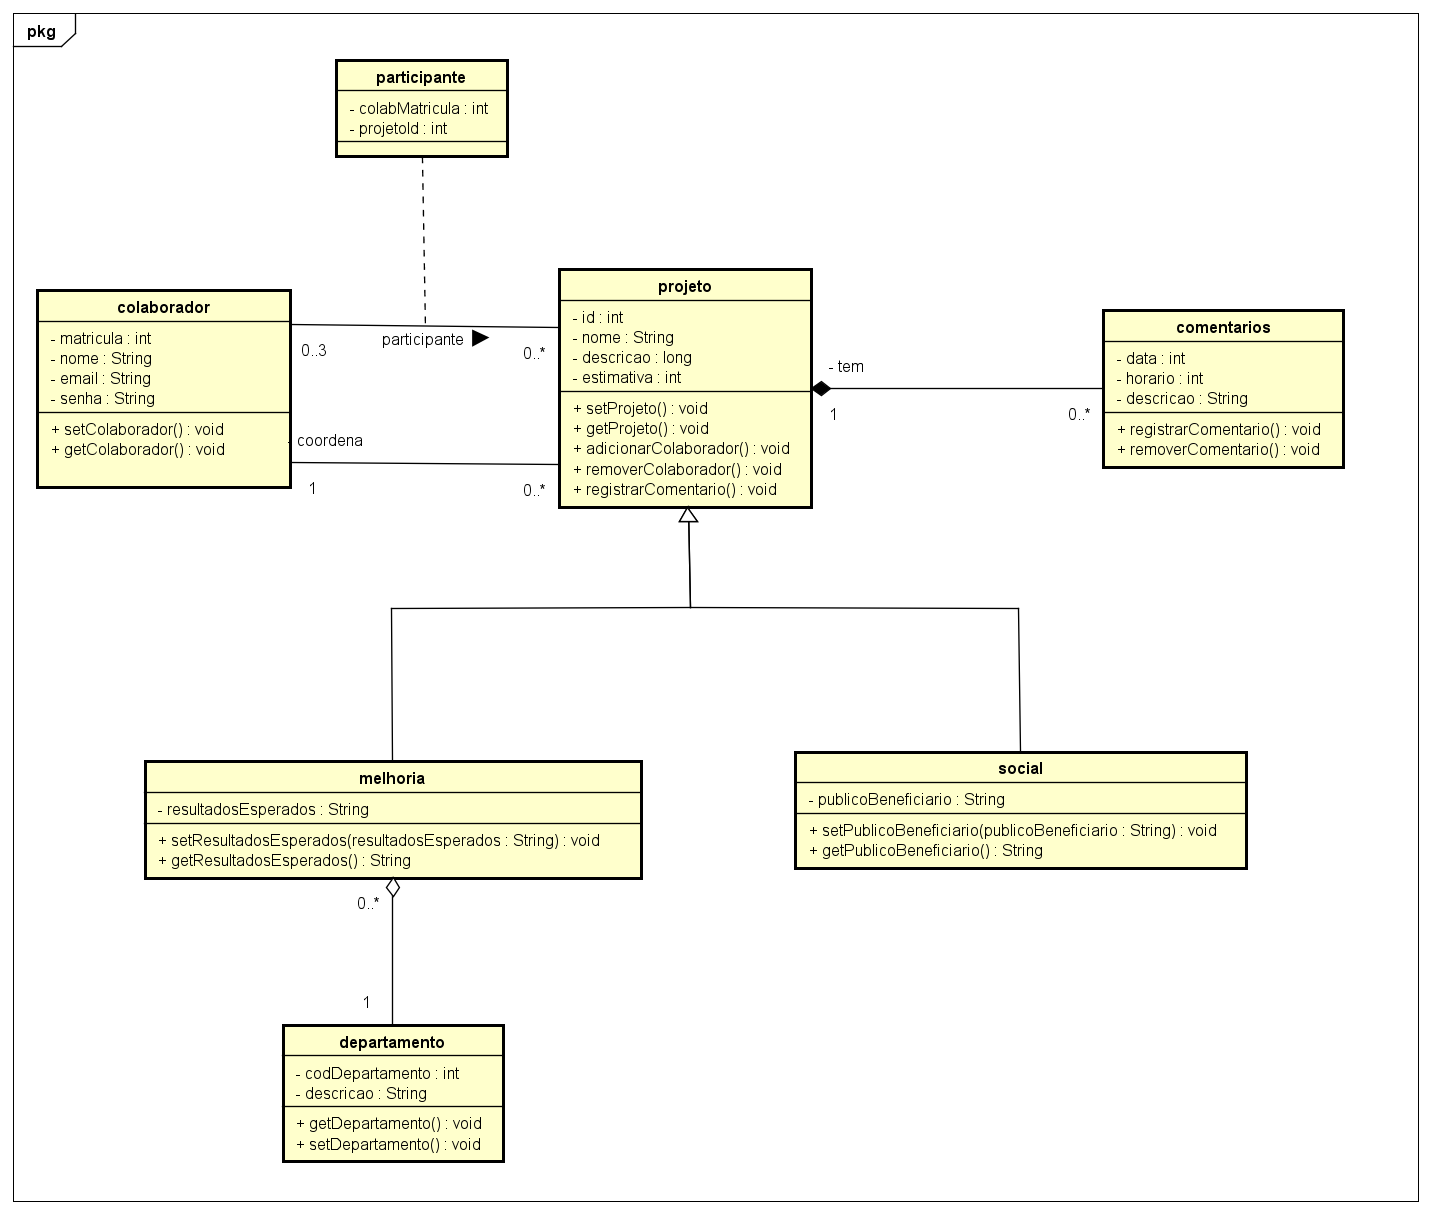 pkg
participante
- colabMatricula : int
- projetoId : int
colaborador
- matricula : int
- nome : String
- email : String
- senha : String
+ setColaborador() : void
+ getColaborador() : void
0..3
participante
0..*
- coordena
1
0..*
projeto
- id : int
- nome : String
- descricao : long
- estimativa : int
+ setProjeto() : void
+ getProjeto() : void
+ adicionarColaborador() : void
+ removerColaborador() : void
+ registrarComentario() : void
- tem
1
0..*
comentarios
- data : int
- horario : int
- descricao : String
+ registrarComentario() : void
+ removerComentario() : void
melhoria
- resultadosEsperados : String
+ setResultadosEsperados(resultadosEsperados : String) : void
+ getResultadosEsperados() : String
social
- publicoBeneficiario : String
+ setPublicoBeneficiario(publicoBeneficiario : String) : void
+ getPublicoBeneficiario() : String
0..*
1
departamento
- codDepartamento : int
- descricao : String
+ getDepartamento() : void
+ setDepartamento() : void